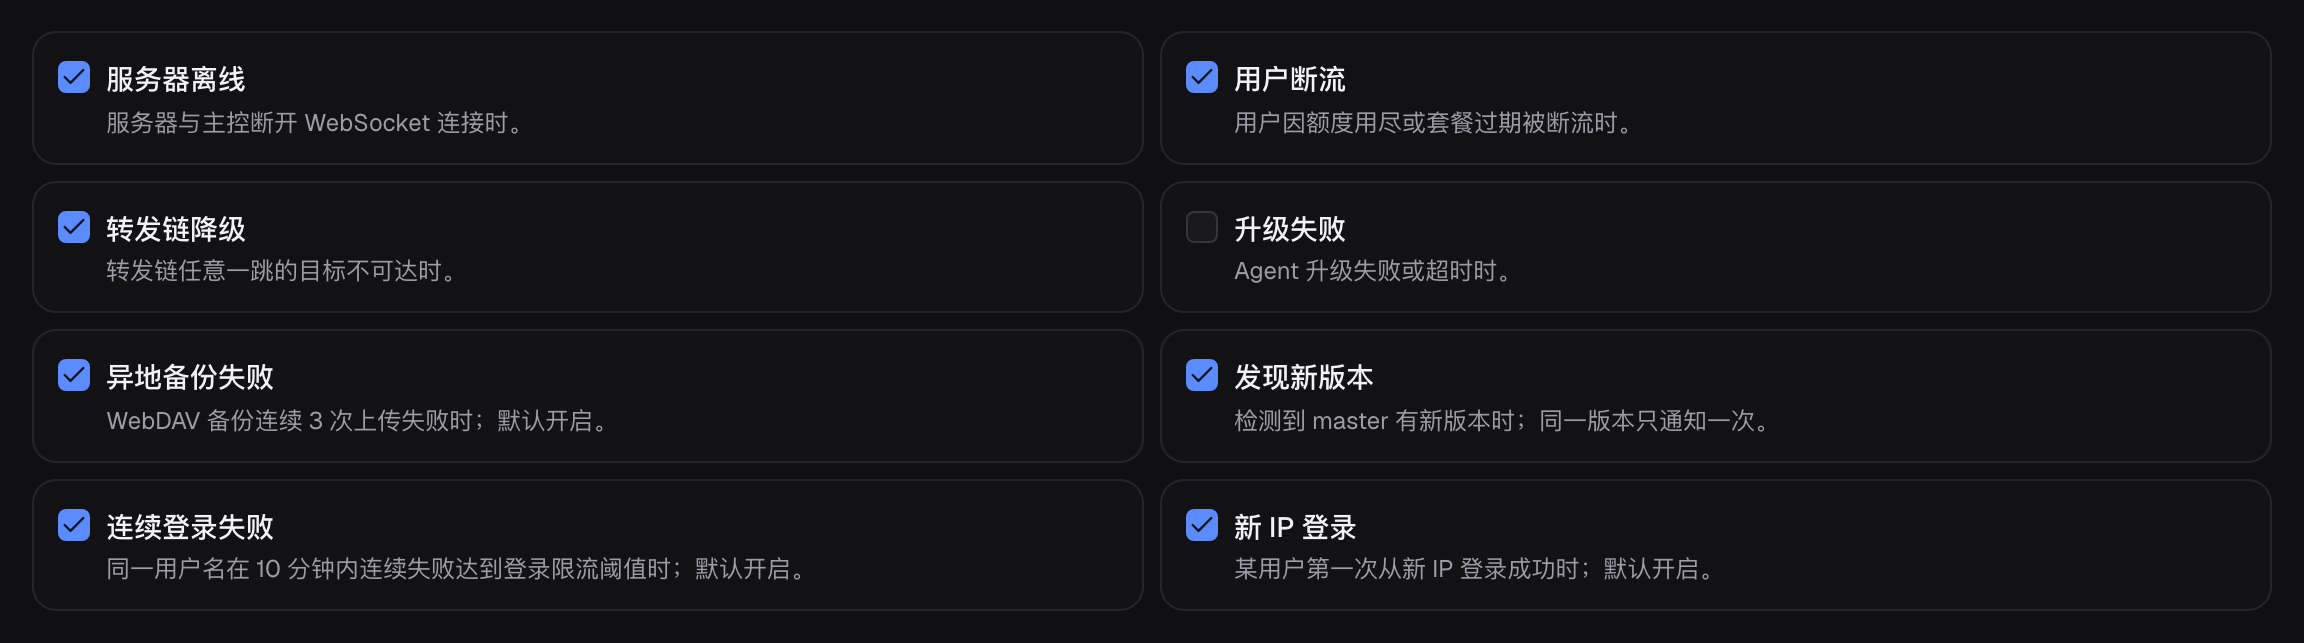 服务器离线
服务器与主控断开 WebSocket 连接时。
用户断流
用户因额度用尽或套餐过期被断流时。
转发链降级
转发链任意一跳的目标不可达时。
升级失败
Agent 升级失败或超时时。
异地备份失败
WebDAV 备份连续 3 次上传失败时；默认开启。
发现新版本
检测到 master 有新版本时；同一版本只通知一次。
连续登录失败
同一用户名在 10 分钟内连续失败达到登录限流阈值时；默认开启。
新 IP 登录
某用户第一次从新 IP 登录成功时；默认开启。